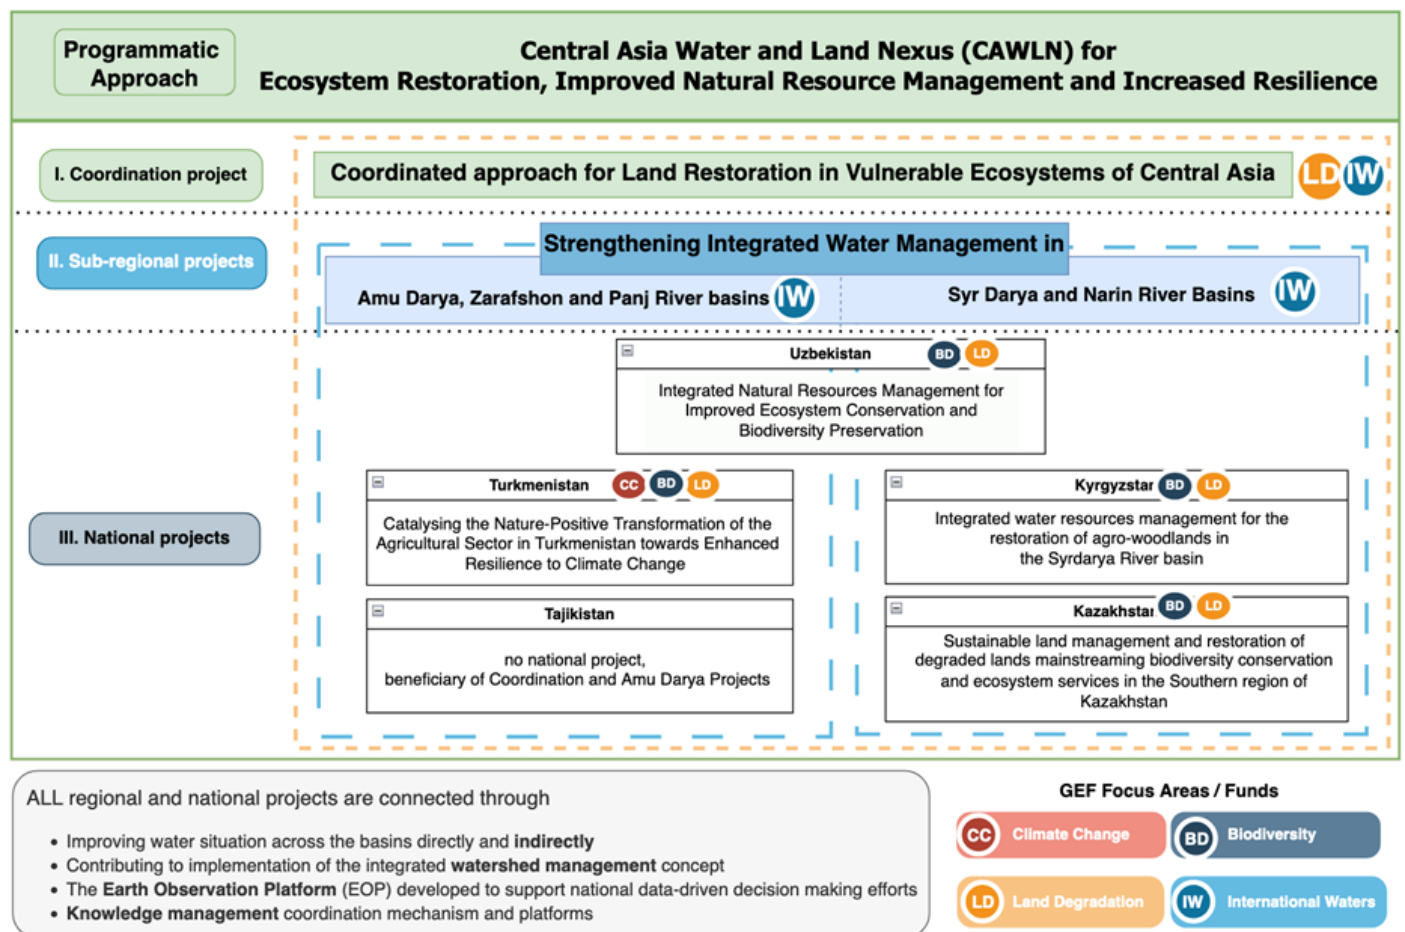 Programmatic
Approach
Central Asia Water and Land Nexus (CAWLN) for
Ecosystem Restoration, Improved Natural Resource Management and Increased Resilience
I. Coordination project
Coordinated approach for Land Restoration in Vulnerable Ecosystems of Central Asia
LD IW
II. Sub-regional projects
Strengthening Integrated Water Management in
Amu Darya, Zarafshon and Panj River basins IW
Syr Darya and Narin River Basins IW
III. National projects
Uzbekistan BD LD
Integrated Natural Resources Management for
Improved Ecosystem Conservation and
Biodiversity Preservation
Turkmenistan CC BD LD
Catalysing the Nature-Positive Transformation of the
Agricultural Sector in Turkmenistan towards Enhanced
Resilience to Climate Change
Kyrgyzstar BD LD
Integrated water resources management for the
restoration of agro-woodlands in
the Syrdarya River basin
Tajikistan
no national project,
beneficiary of Coordination and Amu Darya Projects
Kazakhstar BD LD
Sustainable land management and restoration of
degraded lands mainstreaming biodiversity conservation
and ecosystem services in the Southern region of
Kazakhstan
ALL regional and national projects are connected through
• Improving water situation across the basins directly and indirectly
• Contributing to implementation of the integrated watershed management concept
• The Earth Observation Platform (EOP) developed to support national data-driven decision making efforts
• Knowledge management coordination mechanism and platforms
GEF Focus Areas / Funds
CC Climate Change
BD Biodiversity
LD Land Degradation
IW International Waters